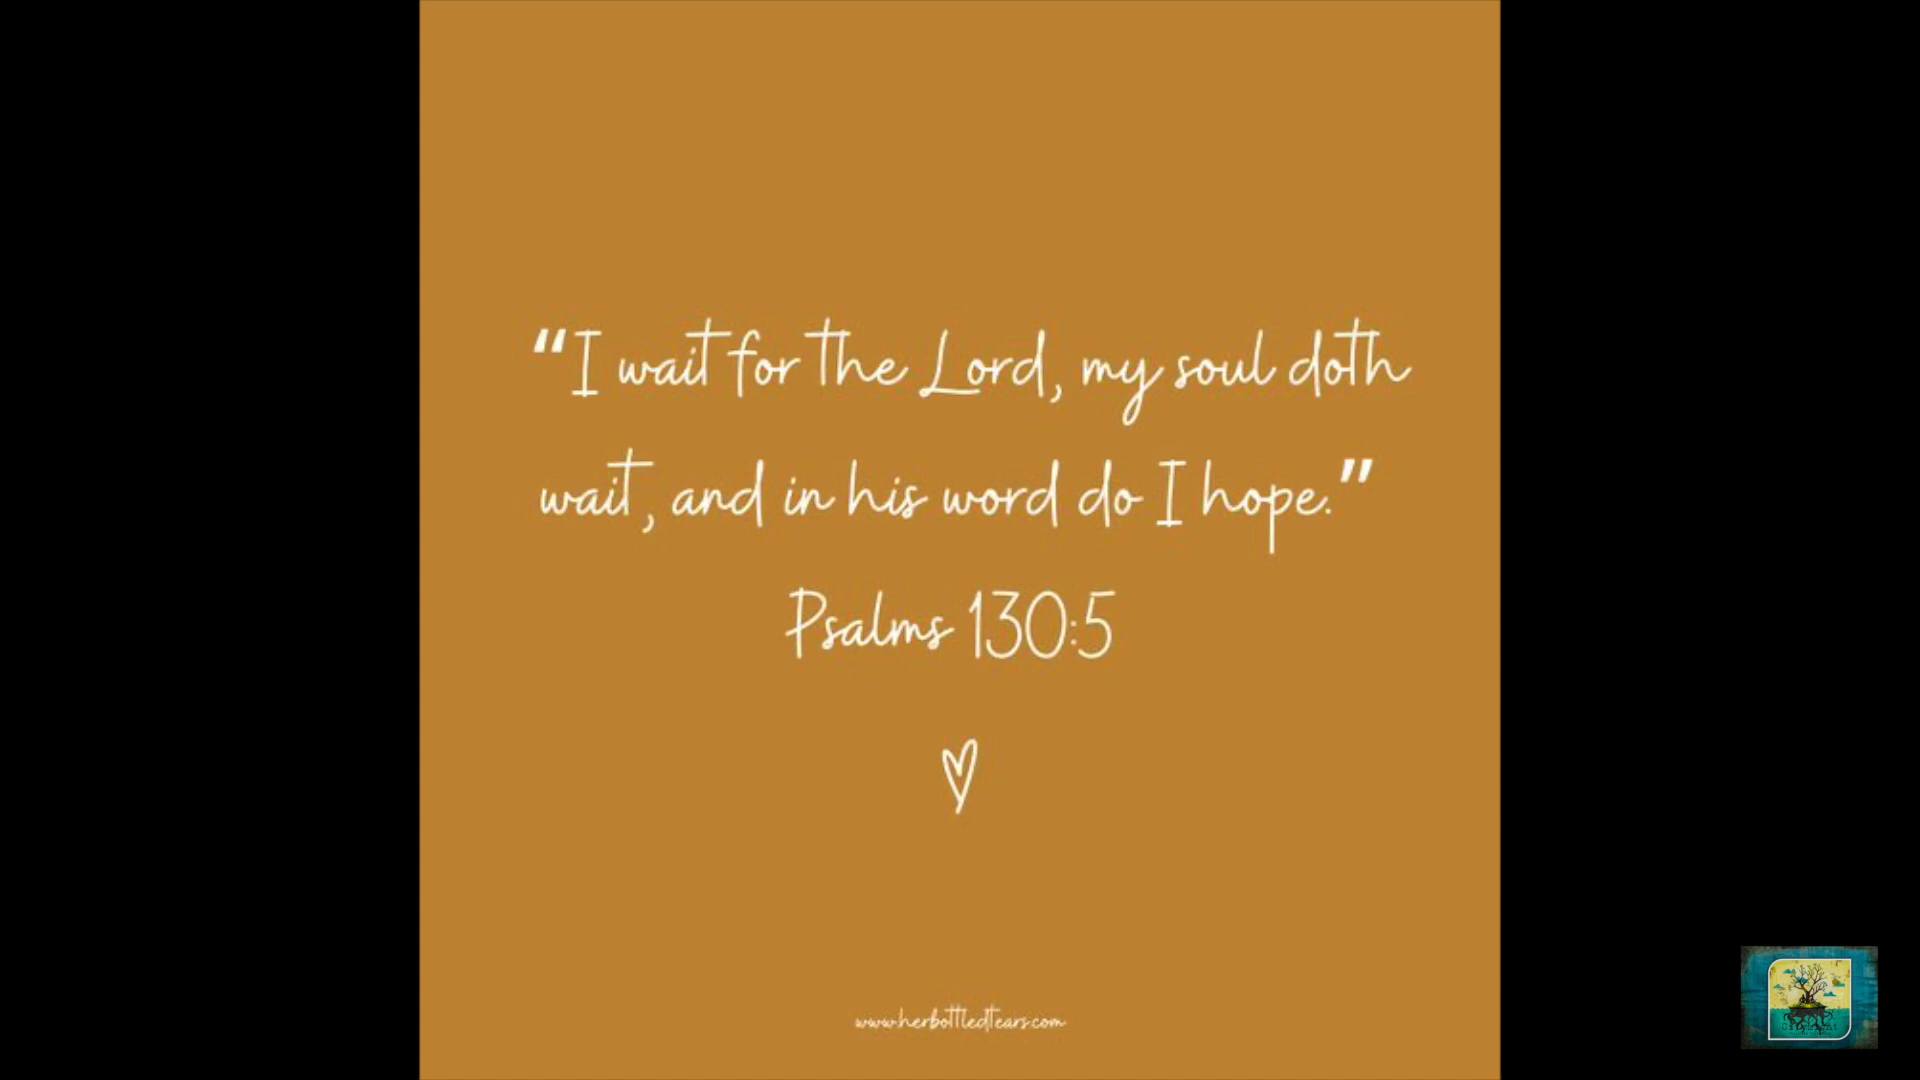 “I wait for the Lord, my soul doth
wait, and in his word do I hope.”
Psalms 130:5
www.herbottledtears.com